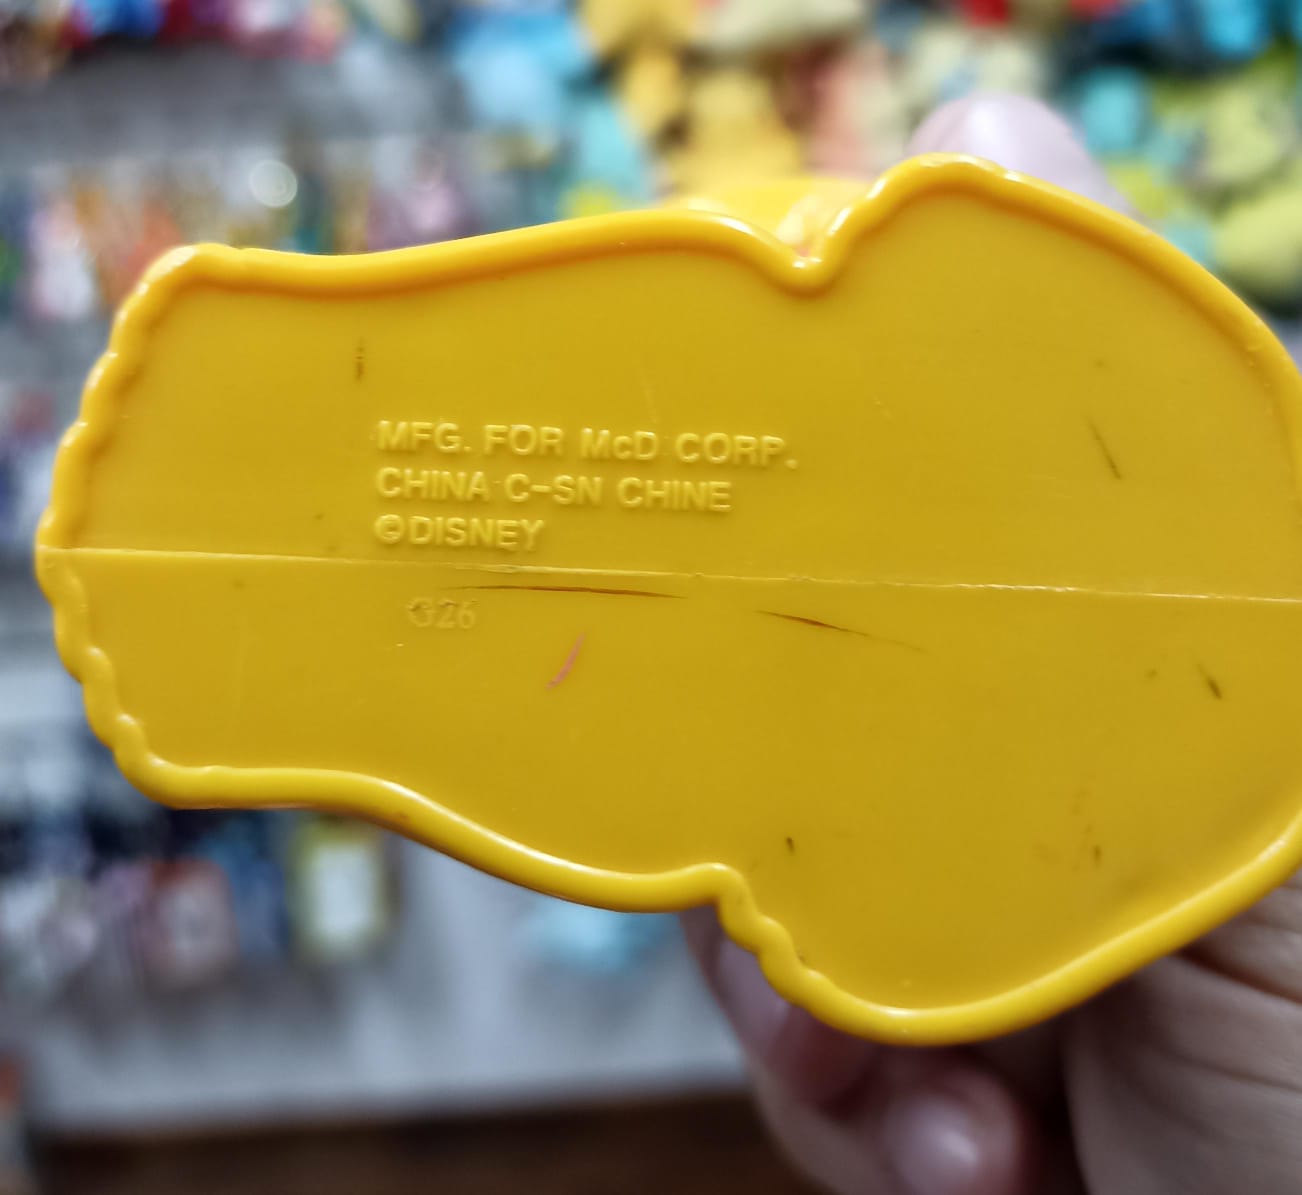 MFG. FOR McD CORP.
CHINA C-SN CHINE
©DISNEY
G26